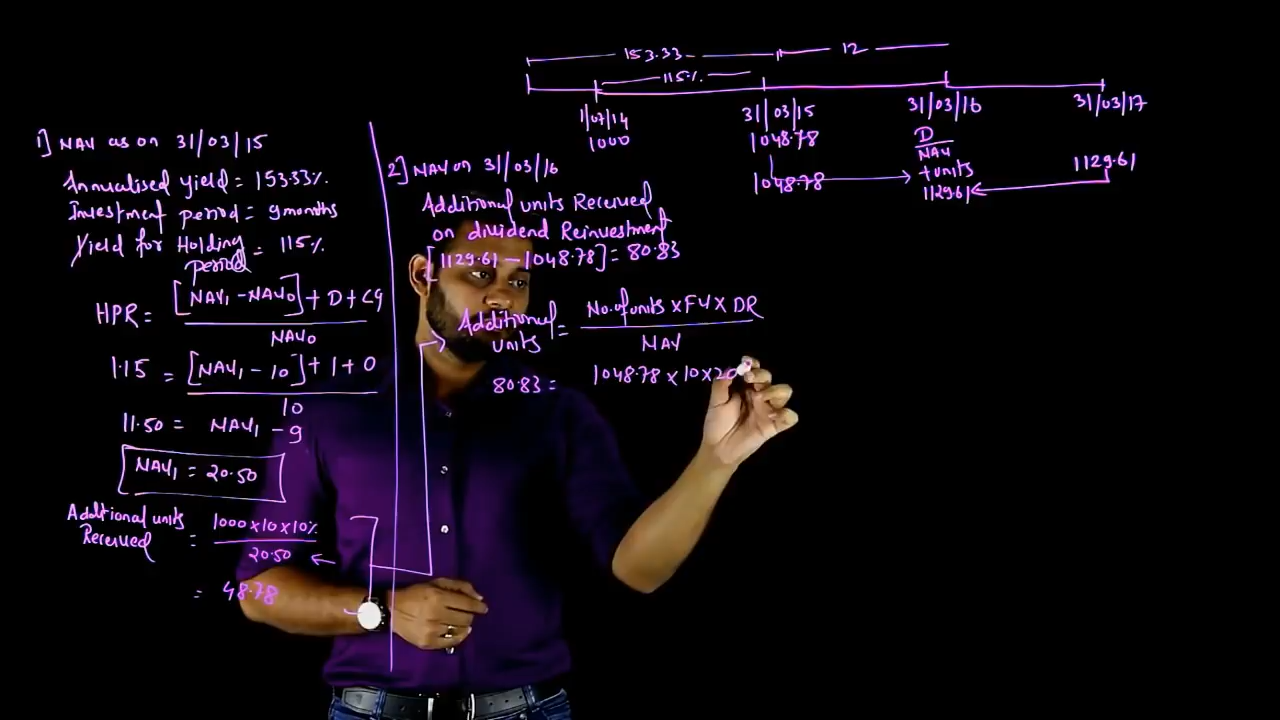 153.33
12
115%
1/07/14
1000
31/03/15
1048.78
1048.78
31/03/16
D
NAV
+units
1129.61
31/03/17
1129.61
1] NAV as on 31/03/15
Annualised yield = 153.33%
Investment period = 9months
Yield for Holding period = 115%
HPR = [NAV1 - NAV0] + D + CG
NAV0
1.15 = [NAV1 - 10] + 1 + 0
10
11.50 = NAV1 - 9
NAV1 = 20.50
Additional units Received = 1000 x 10 x 10%
20.50
= 48.78
2] NAV on 31/03/16
Additional units Received
on dividend Reinvestment
[1129.61 - 1048.78] = 80.83
Additional units = No. of units x FV x DR
NAV
80.83 = 1048.78 x 10 x 20